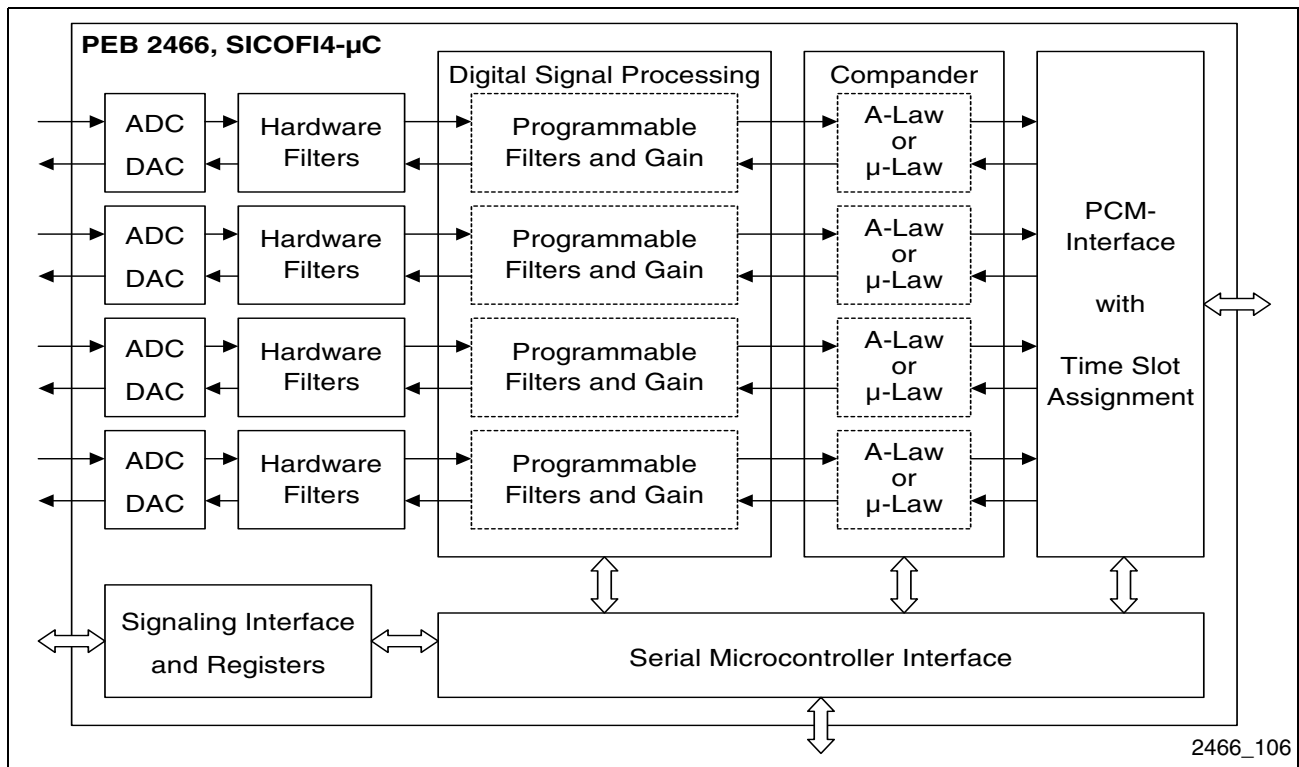 PEB 2466, SICOFI4-µC
Digital Signal Processing
Compander
ADC
DAC
Hardware
Filters
Programmable
Filters and Gain
A-Law
or
µ-Law
ADC
DAC
Hardware
Filters
Programmable
Filters and Gain
A-Law
or
µ-Law
ADC
DAC
Hardware
Filters
Programmable
Filters and Gain
A-Law
or
µ-Law
ADC
DAC
Hardware
Filters
Programmable
Filters and Gain
A-Law
or
µ-Law
PCM-
Interface
with
Time Slot
Assignment
Signaling Interface
and Registers
Serial Microcontroller Interface
2466_106